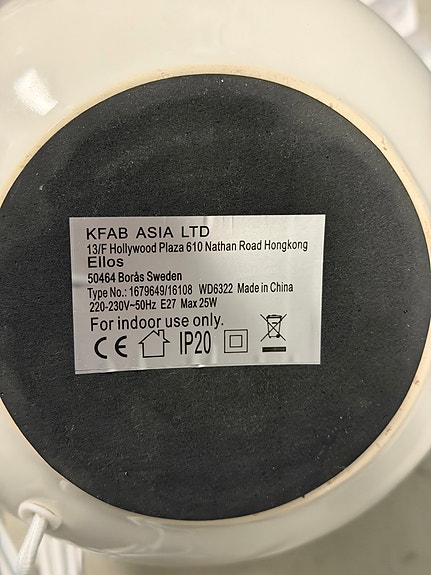 KFAB ASIA LTD
13/F Hollywood Plaza 610 Nathan Road Hongkong
Ellos
50464 Borås Sweden
Type No.: 1679649/16108 WD6322 Made in China
220-230V~50Hz E27 Max 25W
For indoor use only.
CE IP20